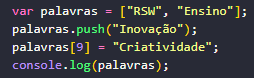 var palavras = ["RSW", "Ensino"];
palavras.push("Inovação");
palavras[9] = "Criatividade";
console.log(palavras);